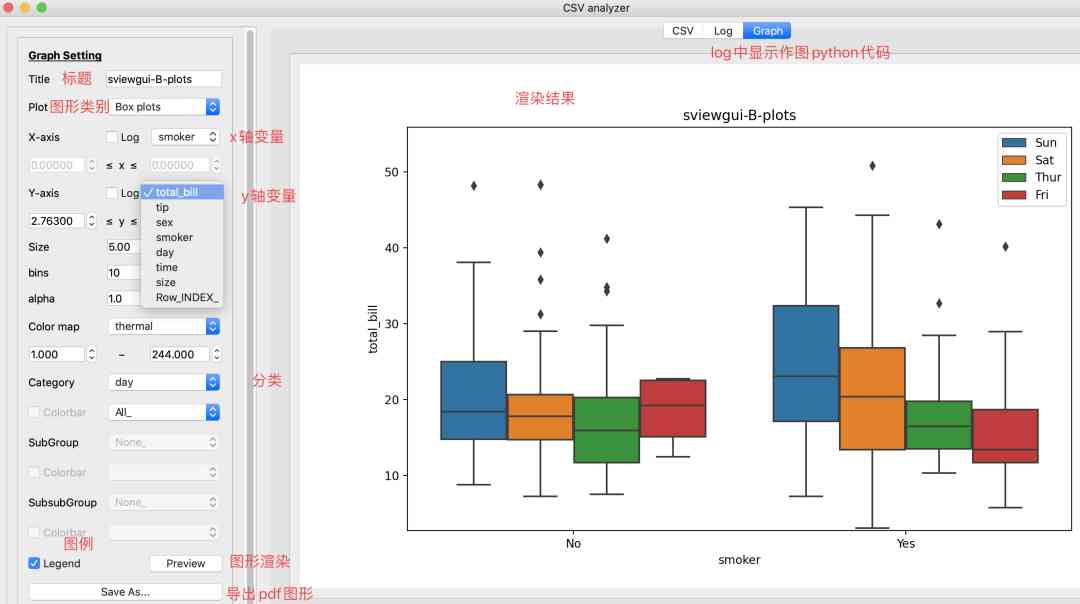 CSV analyzer
CSV Log Graph
log中显示作图python代码
Graph Setting
Title 标题 sviewgui-B-plots
Plot 图形类别 Box plots
X-axis Log smoker x轴变量
0.00000 ≤ x ≤ 0.00000
Y-axis Log total_bill y轴变量
tip
2.76300 ≤ y ≤ sex
smoker
Size 5.00 day
time
bins 10 size
alpha 1.0 Row_INDEX_
Color map thermal
1.000 – 244.000
Category day 分类
Colorbar All_
SubGroup None_
Colorbar
SubsubGroup None_
Colorbar
图例
Legend Preview 图形渲染
Save As... 导出pdf图形
渲染结果
sviewgui-B-plots
Sun
Sat
Thur
Fri
50
40
30
20
10
total_bill
No Yes
smoker